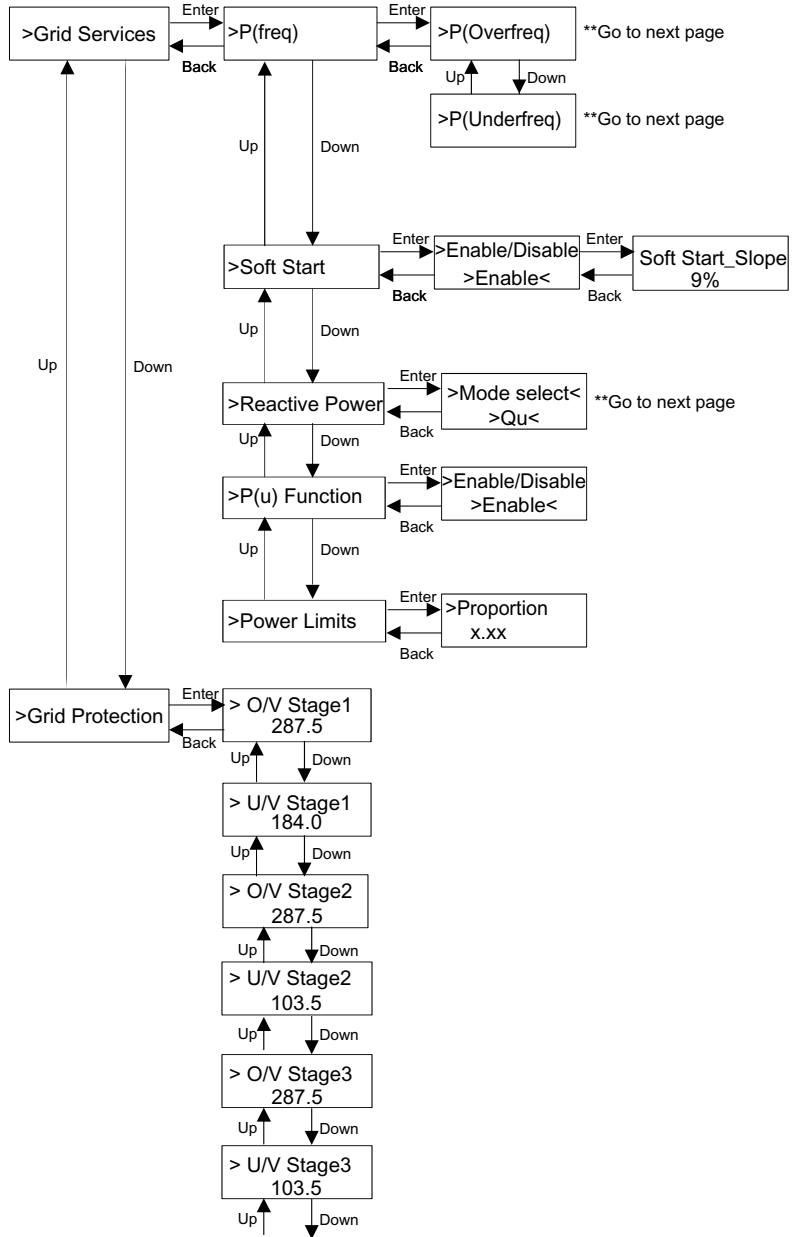 Enter
Enter
>Grid Services
>P(freq)
>P(Overfreq)
**Go to next page
Back
Back
Up
Down
>P(Underfreq)
**Go to next page
Up
Down
Enter
Enter
>Soft Start
>Enable/Disable
>Enable<
Soft Start_Slope
9%
Back
Back
Up
Down
Up
Down
Enter
>Reactive Power
>Mode select<
>Qu<
**Go to next page
Back
Up
Down
Enter
>P(u) Function
>Enable/Disable
>Enable<
Back
Up
Down
Enter
>Power Limits
>Proportion
x.xx
Back
Enter
>Grid Protection
> O/V Stage1
287.5
Back
Up
Down
> U/V Stage1
184.0
Up
Down
> O/V Stage2
287.5
Up
Down
> U/V Stage2
103.5
Up
Down
> O/V Stage3
287.5
Up
Down
> U/V Stage3
103.5
Up
Down